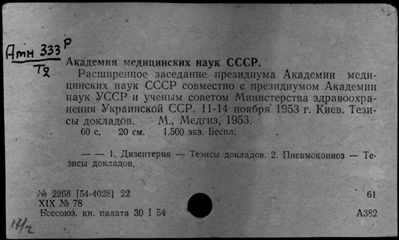 Атн 333 Р
Т2
Академия медицинских наук СССР.
Расширенное заседание президиума Академии меди-
цинских наук СССР совместно с президиумом Академии
наук УССР и ученым советом Министерства здравоохра-
нения Украинской ССР. 11-14 ноября 1953 г. Киев. Тези-
сы докладов. М., Медгиз, 1953.
60 с. 20 см. 1.500 экз. Беспл.
— — 1. Дизентерия — Тезисы докладов. 2. Пневмокониоз — Те-
зисы докладов.
№ 2268 [54-4028] 22 61
XIX № 78
Всесоюз. кн. палата 30 I 54 А382